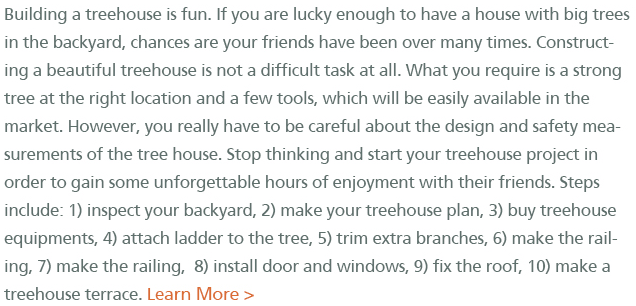 Building a treehouse is fun. If you are lucky enough to have a house with big trees
in the backyard, chances are your friends have been over many times. Construct-
ing a beautiful treehouse is not a difficult task at all. What you require is a strong
tree at the right location and a few tools, which will be easily available in the
market. However, you really have to be careful about the design and safety mea-
surements of the tree house. Stop thinking and start your treehouse project in
order to gain some unforgettable hours of enjoyment with their friends. Steps
include: 1) inspect your backyard, 2) make your treehouse plan, 3) buy treehouse
equipments, 4) attach ladder to the tree, 5) trim extra branches, 6) make the rail-
ing, 7) make the railing,  8) install door and windows, 9) fix the roof, 10) make a
treehouse terrace. Learn More >